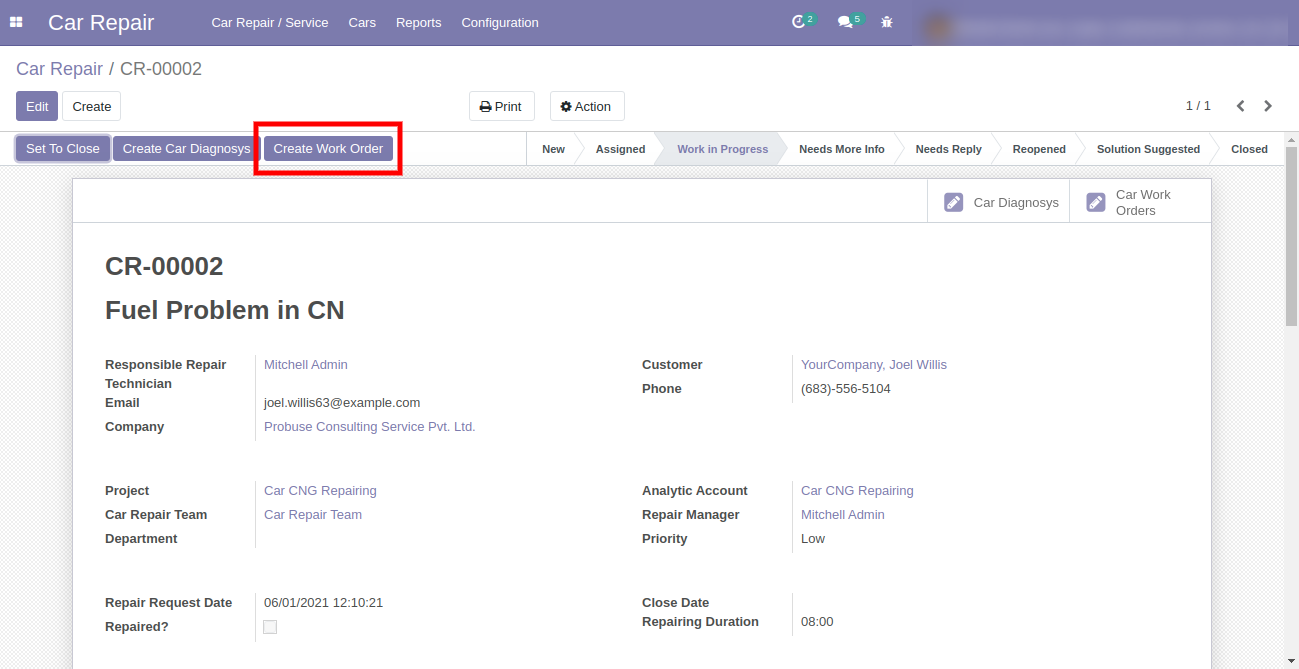 Car Repair
Car Repair / Service Cars Reports Configuration
2 5
Car Repair / CR-00002
Edit Create Print Action 1 / 1
Set To Close Create Car Diagnosys Create Work Order New Assigned Work in Progress Needs More Info Needs Reply Reopened Solution Suggested Closed
Car Diagnosys
Car Work
Orders
CR-00002
Fuel Problem in CN
Responsible Repair
Technician
Mitchell Admin
Customer YourCompany, Joel Willis
Email joel.willis63@example.com
Phone (683)-556-5104
Company Probuse Consulting Service Pvt. Ltd.
Project Car CNG Repairing
Analytic Account Car CNG Repairing
Car Repair Team Car Repair Team
Repair Manager Mitchell Admin
Department
Priority Low
Repair Request Date 06/01/2021 12:10:21
Close Date
Repaired?
Repairing Duration 08:00